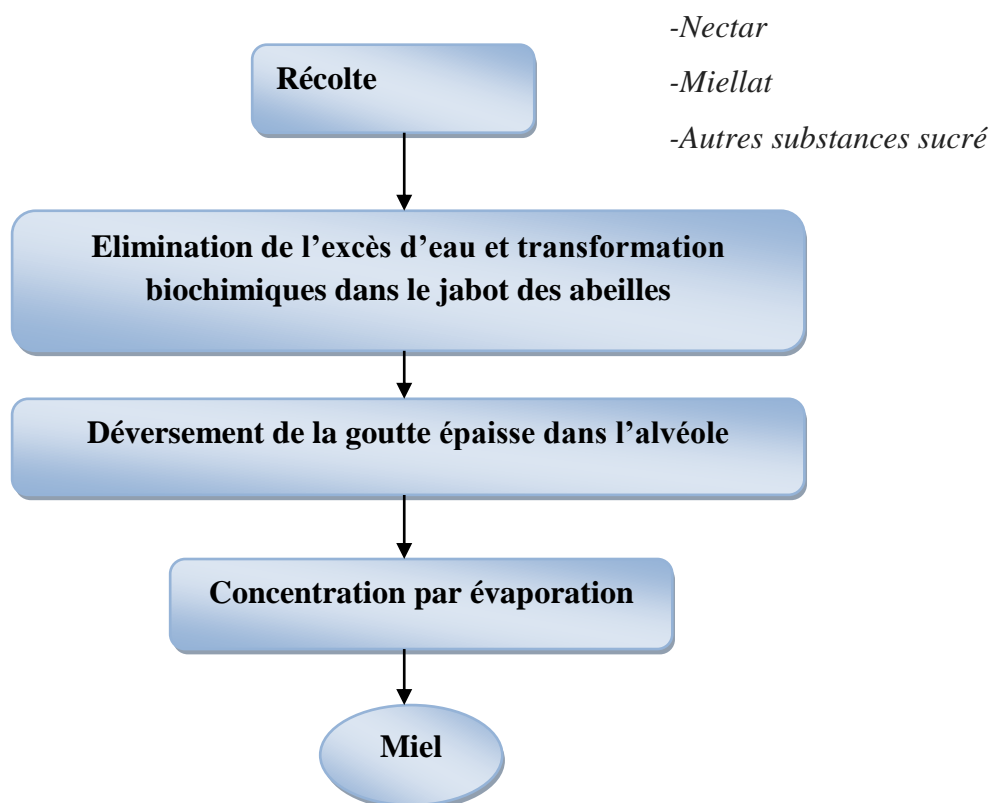 -Nectar
Récolte
-Miellat
-Autres substances sucré
Elimination de l’excès d’eau et transformation
biochimiques dans le jabot des abeilles
Déversement de la goutte épaisse dans l’alvéole
Concentration par évaporation
Miel